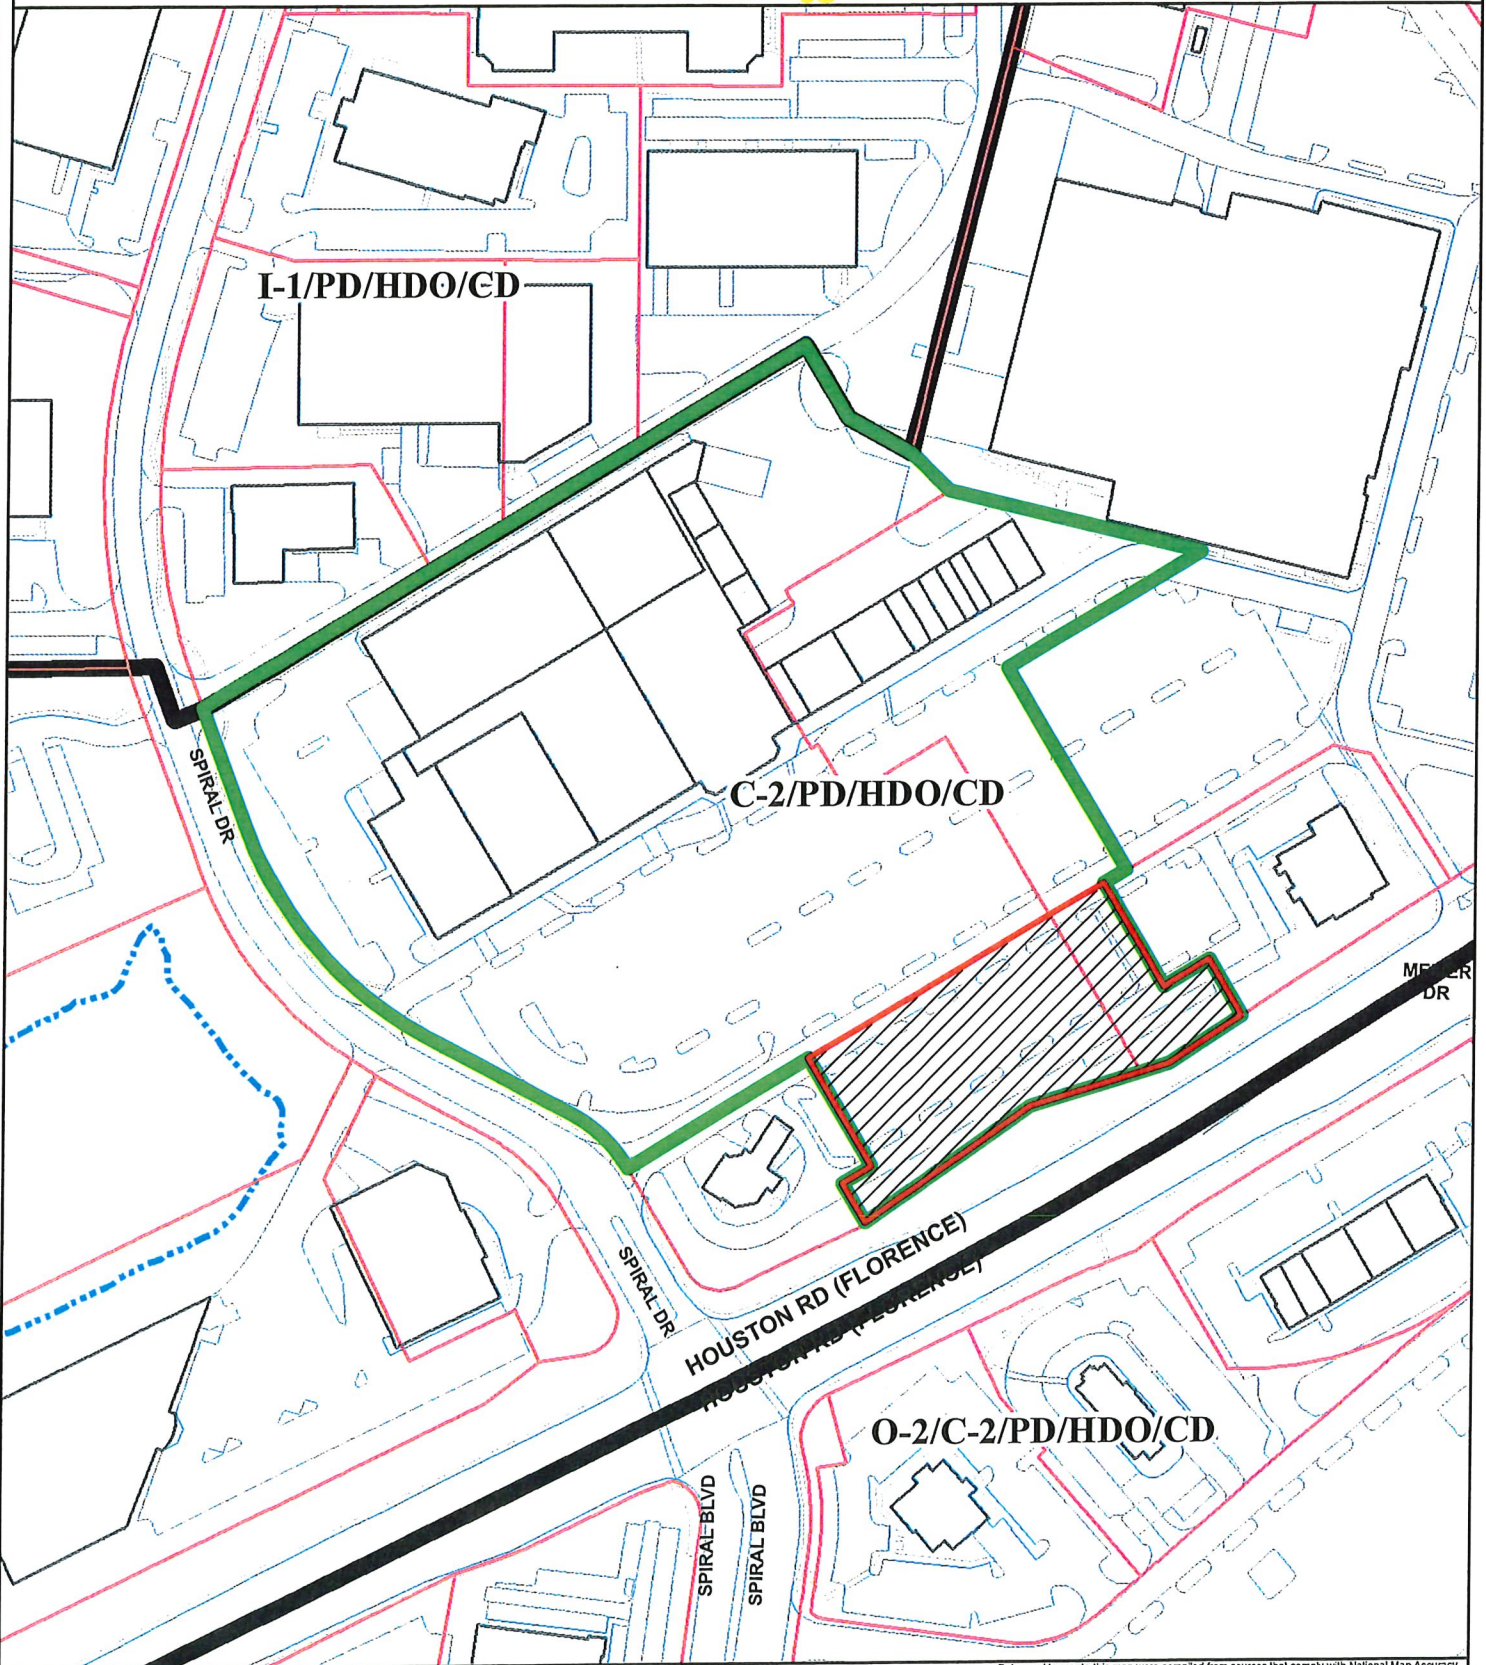 I-1/PD/HDO/CD
SPIRAL DR
C-2/PD/HDO/CD
DR
SPIRAL DR
HOUSTON RD (FLORENCE)
HOUSTON RD (FLORENCE)
O-2/C-2/PD/HDO/CD
SPIRAL BLVD
SPIRAL BLVD